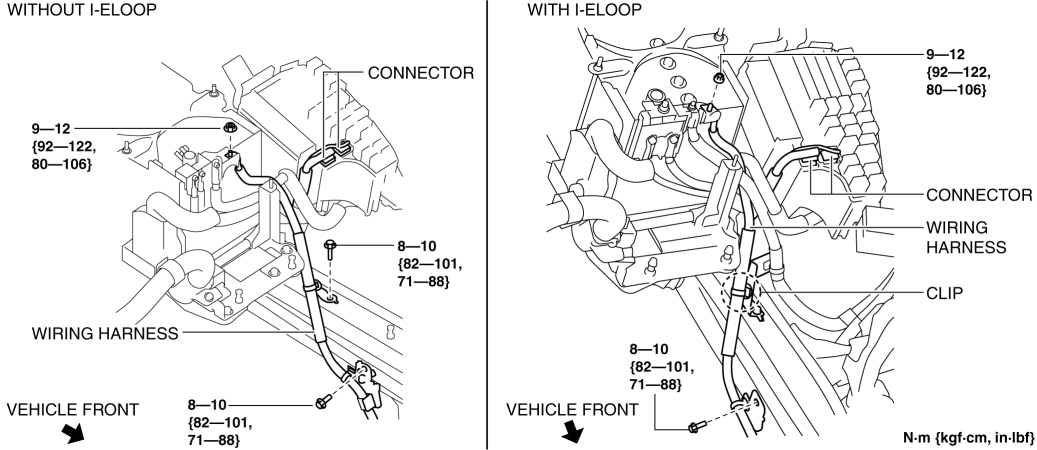 WITHOUT I-ELOOP
CONNECTOR
9—12
{92—122,
80—106}
8—10
{82—101,
71—88}
WIRING HARNESS
8—10
{82—101,
71—88}
VEHICLE FRONT
WITH I-ELOOP
9—12
{92—122,
80—106}
CONNECTOR
WIRING
HARNESS
CLIP
8—10
{82—101,
71—88}
VEHICLE FRONT
N·m {kgf·cm, in·lbf}